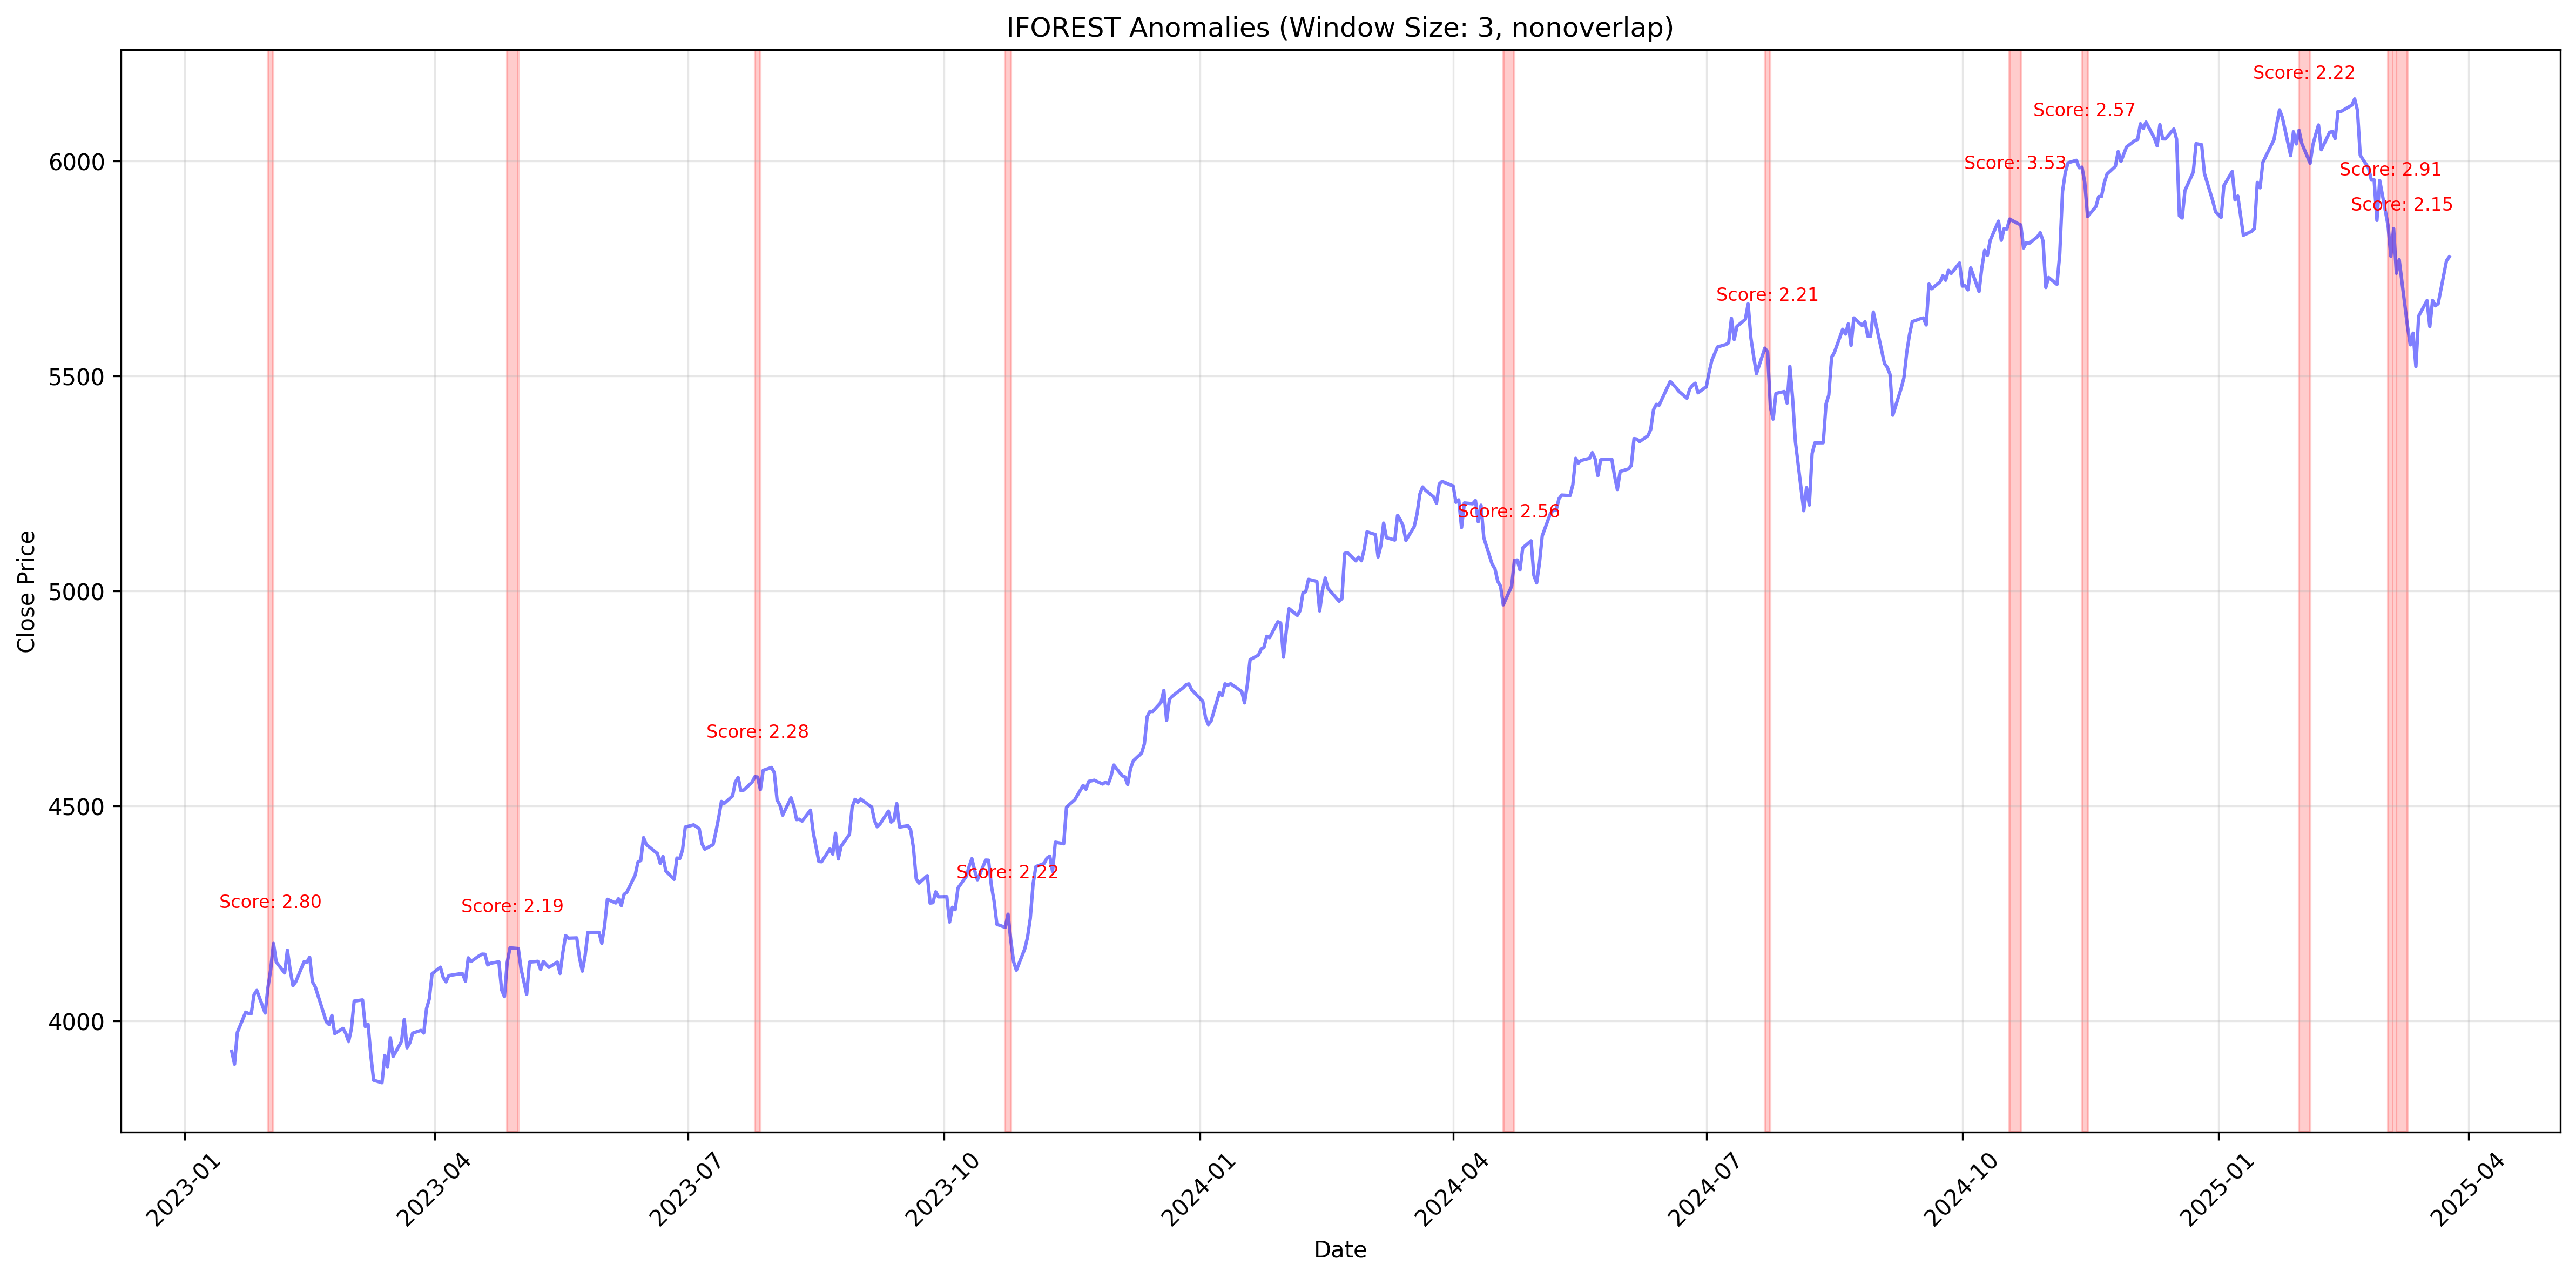 IFOREST Anomalies (Window Size: 3, nonoverlap)
Score: 2.22
Score: 2.57
6000
Score: 3.53
Score: 2.91
Score: 2.15
Score: 2.21
5500
Score: 2.56
5000
Close Price
Score: 2.28
4500
Score: 2.22
Score: 2.80
Score: 2.19
4000
2023-01
2023-04
2023-07
2023-10
2024-01
2024-04
2024-07
2024-10
2025-01
2025-04
Date